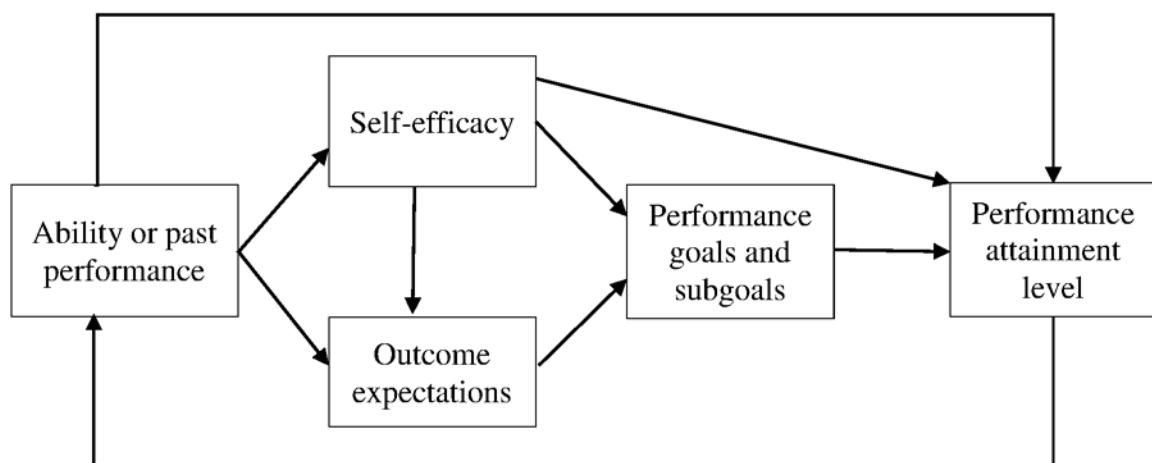 Self-efficacy
Ability or past
performance
Performance
goals and
subgoals
Performance
attainment
level
Outcome
expectations